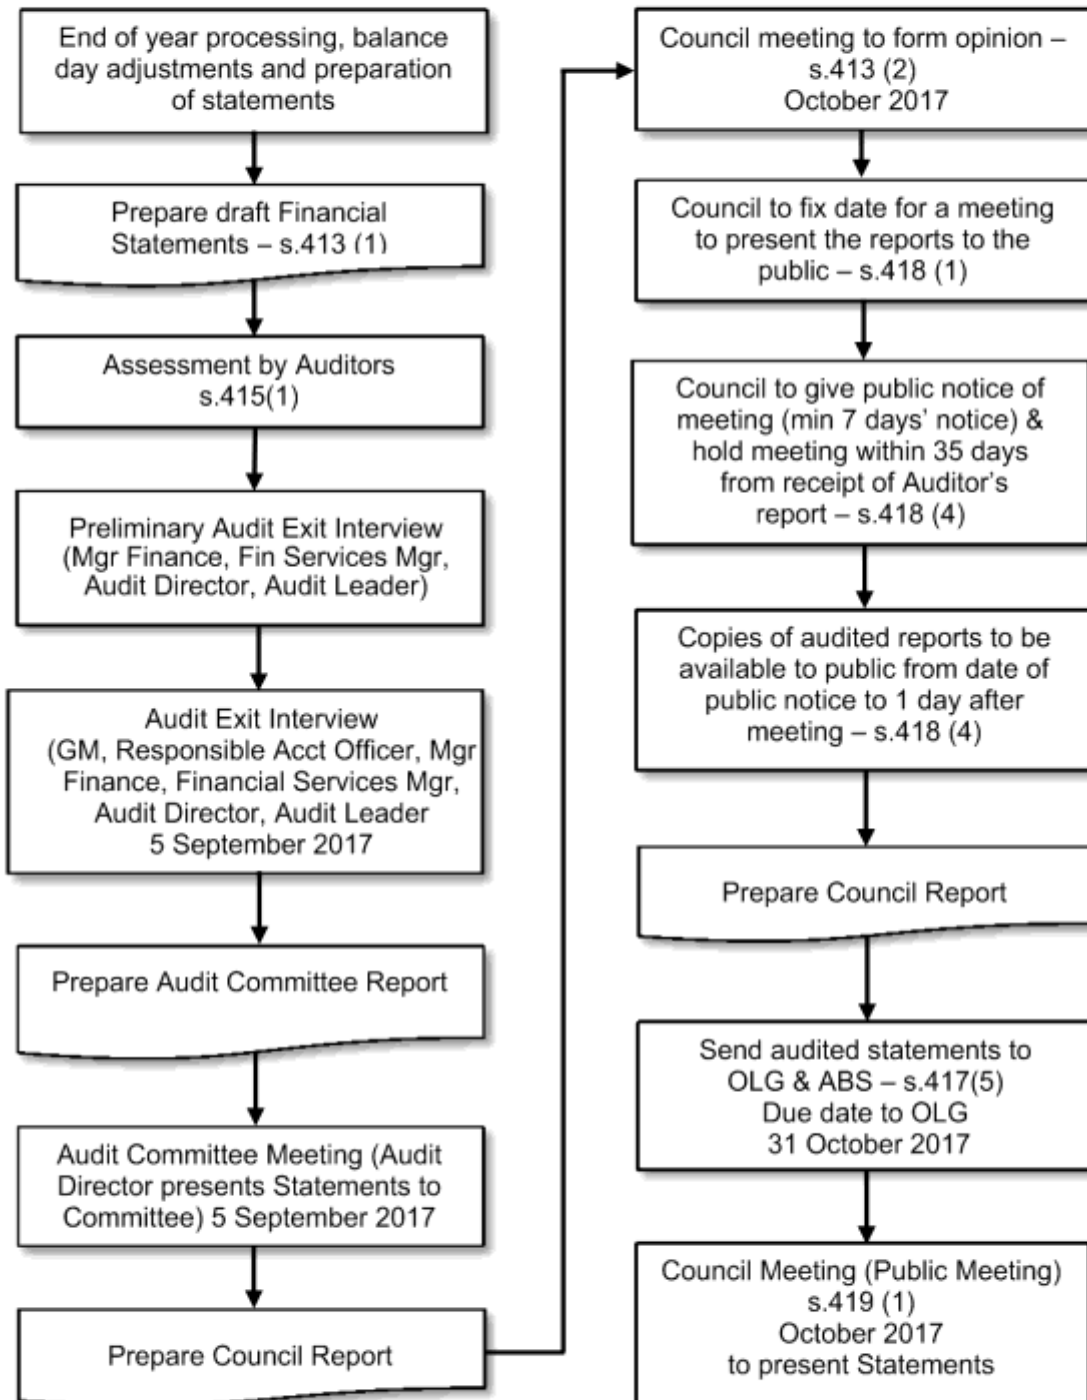 End of year processing, balance
day adjustments and preparation
of statements
Prepare draft Financial
Statements – s.413 (1)
Assessment by Auditors
s.415(1)
Preliminary Audit Exit Interview
(Mgr Finance, Fin Services Mgr,
Audit Director, Audit Leader)
Audit Exit Interview
(GM, Responsible Acct Officer, Mgr
Finance, Financial Services Mgr,
Audit Director, Audit Leader
5 September 2017
Prepare Audit Committee Report
Audit Committee Meeting (Audit
Director presents Statements to
Committee) 5 September 2017
Prepare Council Report
Council meeting to form opinion –
s.413 (2)
October 2017
Council to fix date for a meeting
to present the reports to the
public – s.418 (1)
Council to give public notice of
meeting (min 7 days’ notice) &
hold meeting within 35 days
from receipt of Auditor’s
report – s.418 (4)
Copies of audited reports to be
available to public from date of
public notice to 1 day after
meeting – s.418 (4)
Prepare Council Report
Send audited statements to
OLG & ABS – s.417(5)
Due date to OLG
31 October 2017
Council Meeting (Public Meeting)
s.419 (1)
October 2017
to present Statements